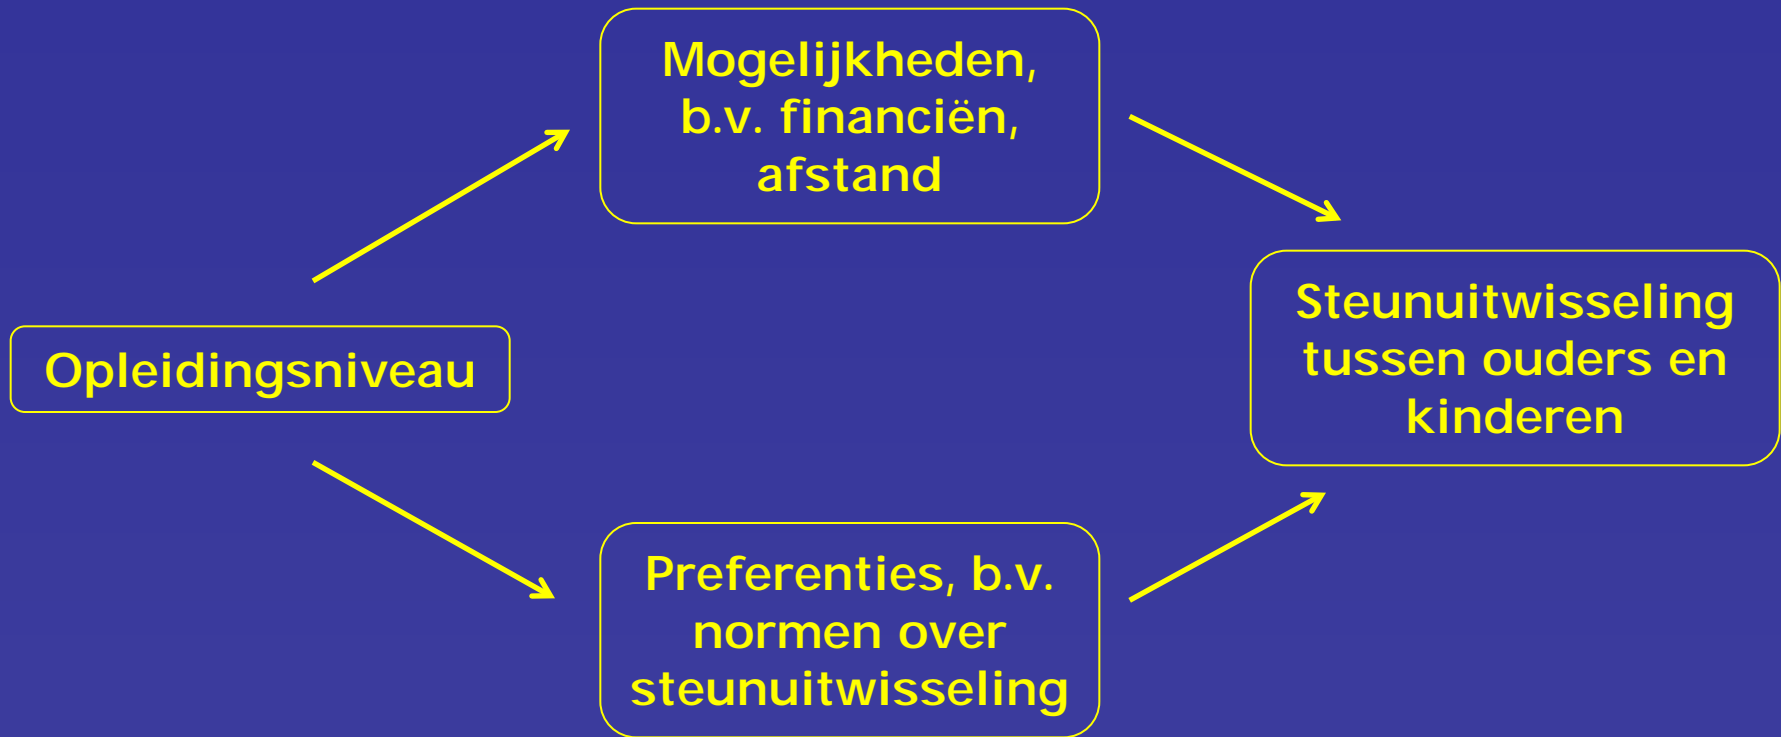 Mogelijkheden,
b.v. financiën,
afstand
Opleidingsniveau
Steunuitwisseling
tussen ouders en
kinderen
Preferenties, b.v.
normen over
steunuitwisseling